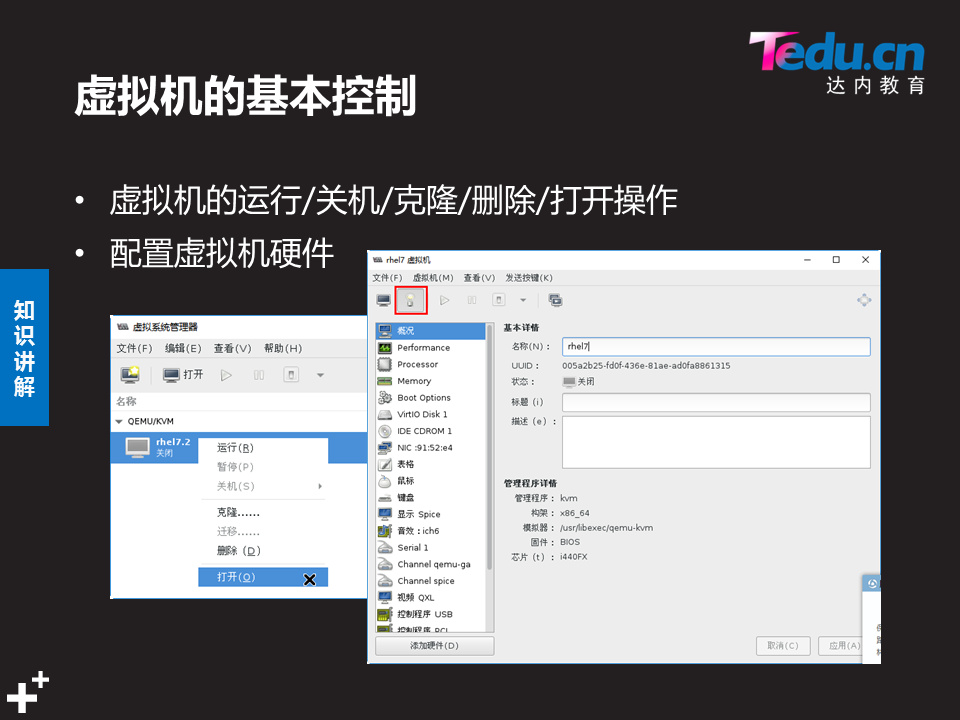 Tedu.cn
达内教育
虚拟机的基本控制
• 虚拟机的运行/关机/克隆/删除/打开操作
• 配置虚拟机硬件
知识讲解
虚拟系统管理器
文件(F) 编辑(E) 查看(V) 帮助(H)
打开
名称
QEMU/KVM
rhel7.2
关闭
运行(R)
暂停(P)
关机(S)
克隆......
迁移......
删除 (D)
打开(O)
rhel7 虚拟机
文件(F) 虚拟机(M) 查看(V) 发送按键(K)
概况
Performance
Processor
Memory
Boot Options
VirtIO Disk 1
IDE CDROM 1
NIC :91:52:e4
表格
鼠标
键盘
显示 Spice
音效：ich6
Serial 1
Channel qemu-ga
Channel spice
视频 QXL
控制程序 USB
控制程序 PCI
添加硬件(D)
基本详情
名称(N)： rhel7
UUID： 005a2b25-fd0f-436e-81ae-ad0fa8861315
状态： 关闭
标题 (i)
描述 (e)：
管理程序详情
管理程序： kvm
构架： x86_64
模拟器： /usr/libexec/qemu-kvm
固件： BIOS
芯片 (t)： i440FX
取消(C) 应用(A)